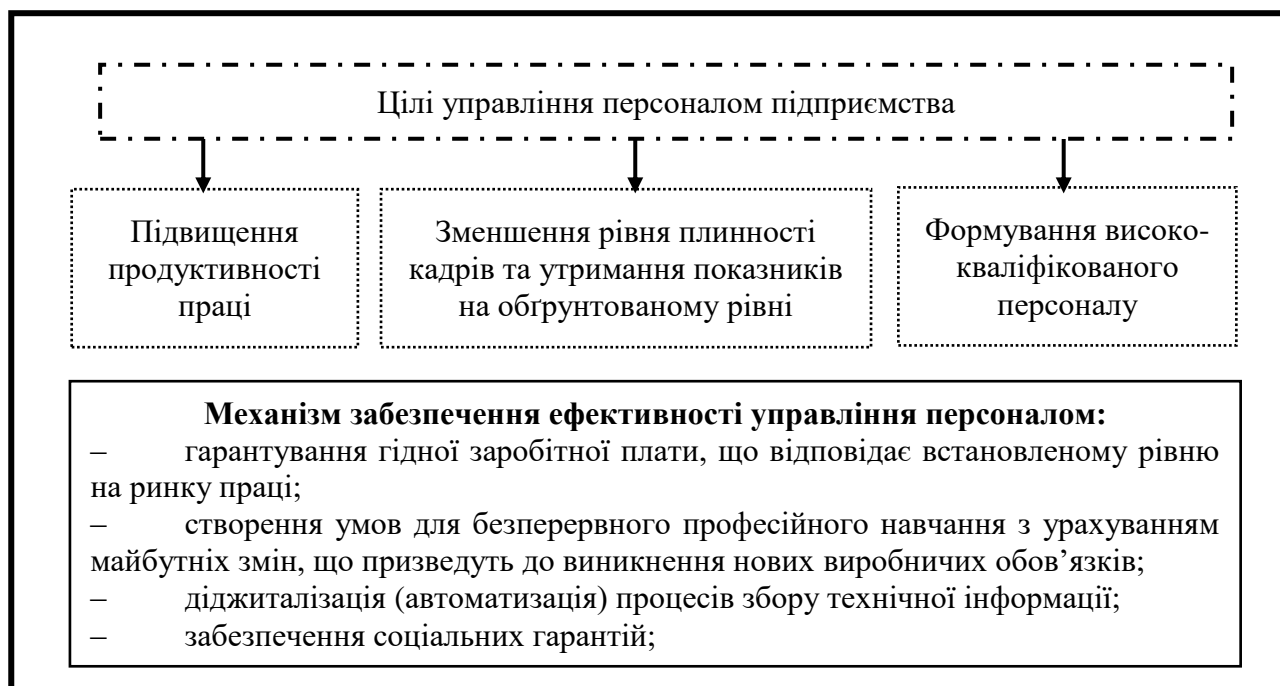 Цілі управління персоналом підприємства
Підвищення
продуктивності
праці
Зменшення рівня плинності
кадрів та утримання показників
на обґрунтованому рівні
Формування високо-
кваліфікованого
персоналу
Механізм забезпечення ефективності управління персоналом:
– гарантування гідної заробітної плати, що відповідає встановленому рівню
на ринку праці;
– створення умов для безперервного професійного навчання з урахуванням
майбутніх змін, що призведуть до виникнення нових виробничих обов’язків;
– діджиталізація (автоматизація) процесів збору технічної інформації;
– забезпечення соціальних гарантій;